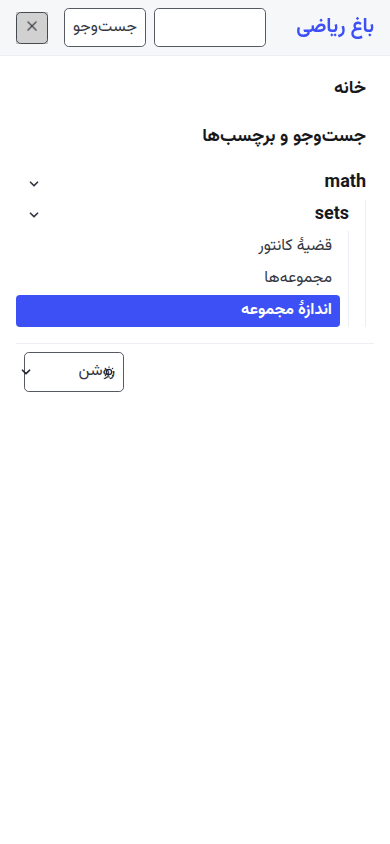 باغ ریاضی
جست‌وجو
خانه
جست‌وجو و برچسب‌ها
math
sets
قضیهٔ کانتور
مجموعه‌ها
اندازهٔ مجموعه
روشن